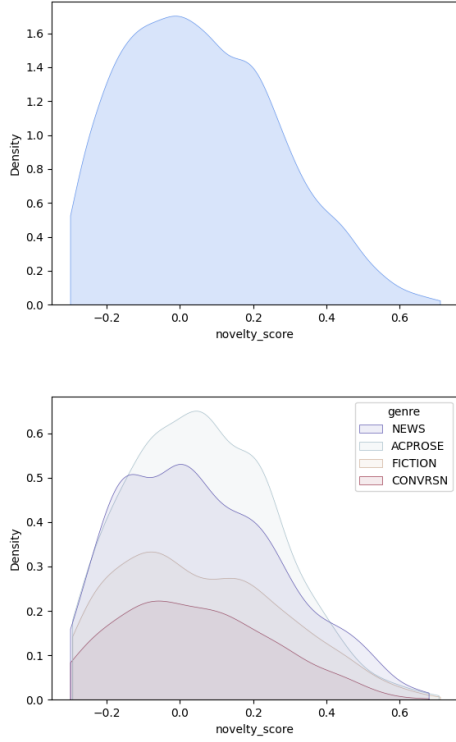 1.6
1.4
1.2
1.0
0.8
0.6
0.4
0.2
0.0
Density
−0.2 0.0 0.2 0.4 0.6
novelty_score
genre
NEWS
ACPROSE
FICTION
CONVRSN
0.6
0.5
0.4
0.3
0.2
0.1
0.0
Density
−0.2 0.0 0.2 0.4 0.6
novelty_score